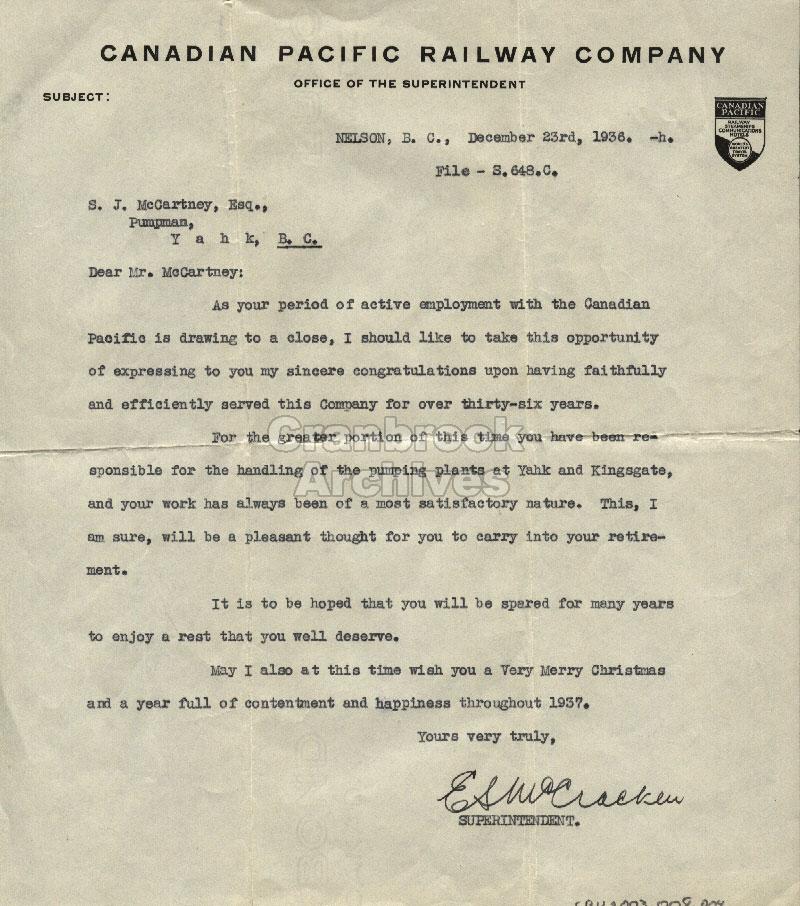 CANADIAN PACIFIC RAILWAY COMPANY
OFFICE OF THE SUPERINTENDENT
SUBJECT:
CANADIAN
PACIFIC
RAILWAY
STEAMSHIPS
COMMUNICATIONS
HOTELS
WORLD'S
GREATEST
TRAVEL
SYSTEM
NELSON, B. C., December 23rd, 1936. -h.
File - S.648.C.
S. J. McCartney, Esq.,
Pumpman,
Y a h k, B. C.
Dear Mr. McCartney:
As your period of active employment with the Canadian
Pacific is drawing to a close, I should like to take this opportunity
of expressing to you my sincere congratulations upon having faithfully
and efficiently served this Company for over thirty-six years.
For the greater portion of this time you have been re-
sponsible for the handling of the pumping plants at Yahk and Kingsgate,
and your work has always been of a most satisfactory nature. This, I
am sure, will be a pleasant thought for you to carry into your retire-
ment.
It is to be hoped that you will be spared for many years
to enjoy a rest that you well deserve.
May I also at this time wish you a Very Merry Christmas
and a year full of contentment and happiness throughout 1937.
Yours very truly,
E S McCracken
SUPERINTENDENT.
Cranbrook
Archives